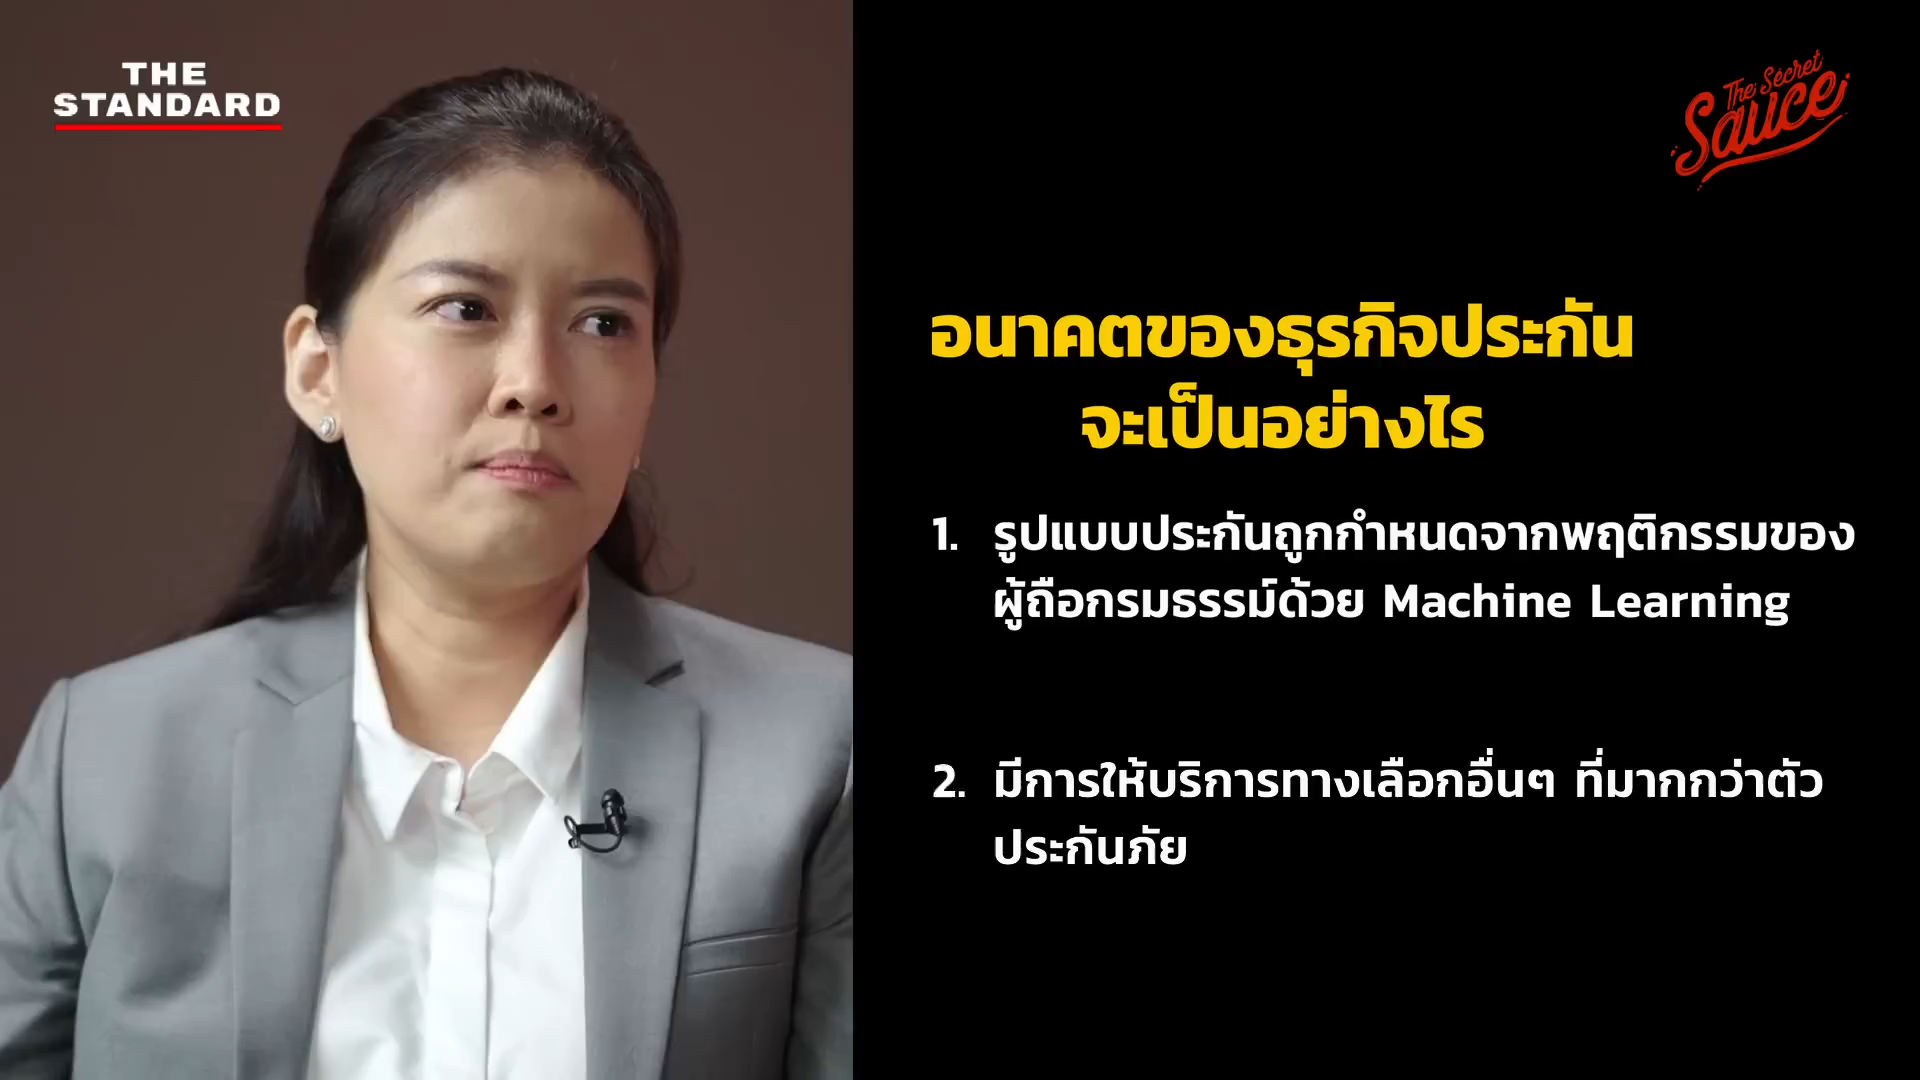 THE
STANDARD
The Secret
Sauce
อนาคตของธุรกิจประกัน
จะเป็นอย่างไร
1. รูปแบบประกันถูกกำหนดจากพฤติกรรมของ
ผู้ถือกรมธรรม์ด้วย Machine Learning
2. มีการให้บริการทางเลือกอื่นๆ ที่มากกว่าตัว
ประกันภัย